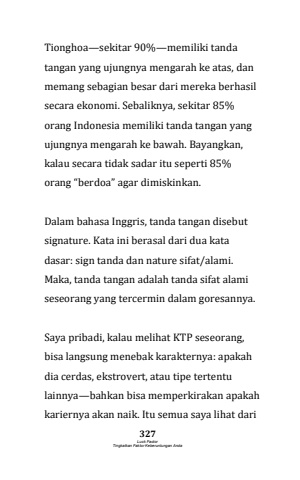 Tionghoa—sekitar 90%—memiliki tanda
tangan yang ujungnya mengarah ke atas, dan
memang sebagian besar dari mereka berhasil
secara ekonomi. Sebaliknya, sekitar 85%
orang Indonesia memiliki tanda tangan yang
ujungnya mengarah ke bawah. Bayangkan,
kalau secara tidak sadar itu seperti 85%
orang “berdoa” agar dimiskinkan.
Dalam bahasa Inggris, tanda tangan disebut
signature. Kata ini berasal dari dua kata
dasar: sign tanda dan nature sifat/alami.
Maka, tanda tangan adalah tanda sifat alami
seseorang yang tercermin dalam goresannya.
Saya pribadi, kalau melihat KTP seseorang,
bisa langsung menebak karakternya: apakah
dia cerdas, ekstrovert, atau tipe tertentu
lainnya—bahkan bisa memperkirakan apakah
kariernya akan naik. Itu semua saya lihat dari
327
Luck Factor
Tingkatkan Faktor Keberuntungan Anda